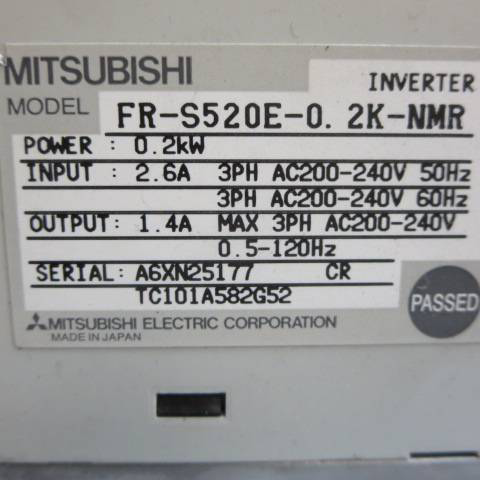 MITSUBISHI
INVERTER
MODEL FR-S520E-0.2K-NMR
POWER : 0.2kW
INPUT : 2.6A 3PH AC200-240V 50Hz
3PH AC200-240V 60Hz
OUTPUT: 1.4A MAX 3PH AC200-240V
0.5-120Hz
SERIAL: A6XN25177 CR
TC101A582G52
PASSED
MITSUBISHI ELECTRIC CORPORATION
MADE IN JAPAN